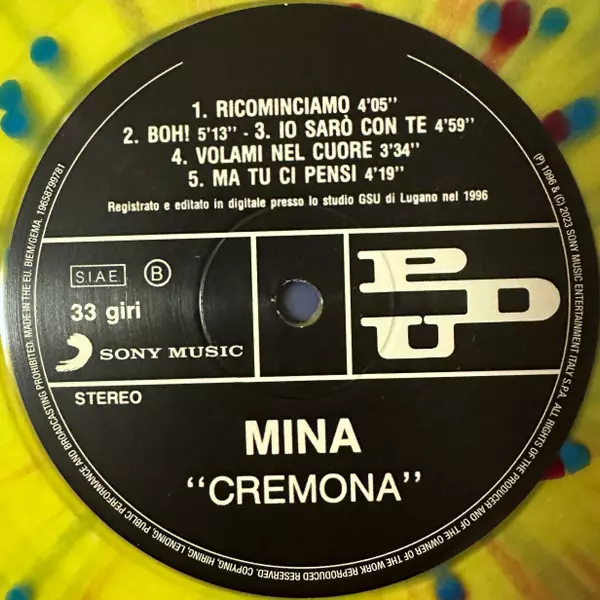 1. RICOMINCIAMO 4'05''
2. BOH! 5'13'' - 3. IO SARÒ CON TE 4'59''
4. VOLAMI NEL CUORE 3'34''
5. MA TU CI PENSI 4'19''
Registrato e editato in digitale presso lo studio GSU di Lugano nel 1996
S.I.A.E.
B
33 giri
SONY MUSIC
STEREO
PDU
MINA
“CREMONA”
(P) 1996 & (C) 2023 SONY MUSIC ENTERTAINMENT ITALY S.P.A. ALL RIGHTS OF THE PRODUCER AND OF THE OWNER OF THE WORK REPRODUCED RESERVED. COPYING, HIRING, LENDING, PUBLIC PERFORMANCE AND BROADCASTING PROHIBITED. MADE IN THE EU. BIEM/GEMA. 19658799781